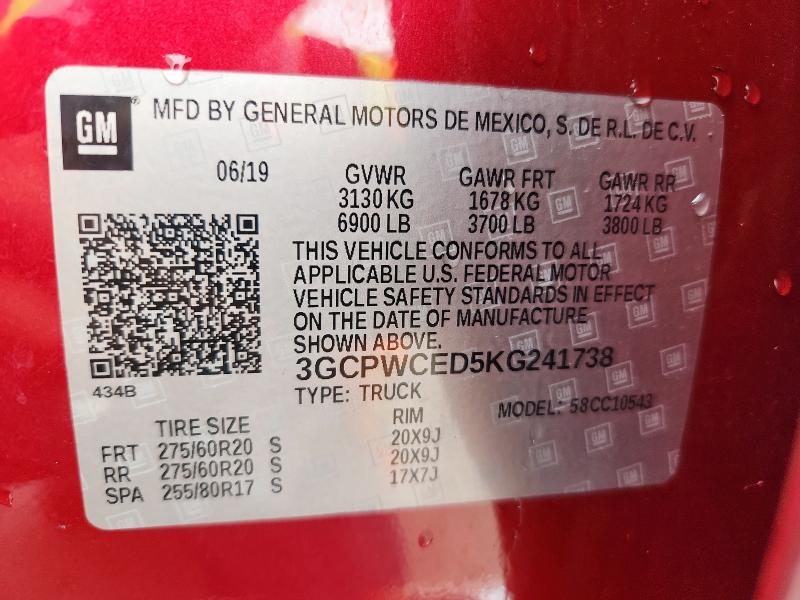 GM
MFD BY GENERAL MOTORS DE MEXICO, S. DE R.L. DE C.V.
06/19 GVWR GAWR FRT GAWR RR
3130 KG 1678 KG 1724 KG
6900 LB 3700 LB 3800 LB
THIS VEHICLE CONFORMS TO ALL
APPLICABLE U.S. FEDERAL MOTOR
VEHICLE SAFETY STANDARDS IN EFFECT
ON THE DATE OF MANUFACTURE
SHOWN ABOVE.
3GCPWCED5KG241738
434B
TYPE: TRUCK MODEL: 58CC10543
TIRE SIZE RIM
FRT 275/60R20 S 20X9J
RR 275/60R20 S 20X9J
SPA 255/80R17 S 17X7J